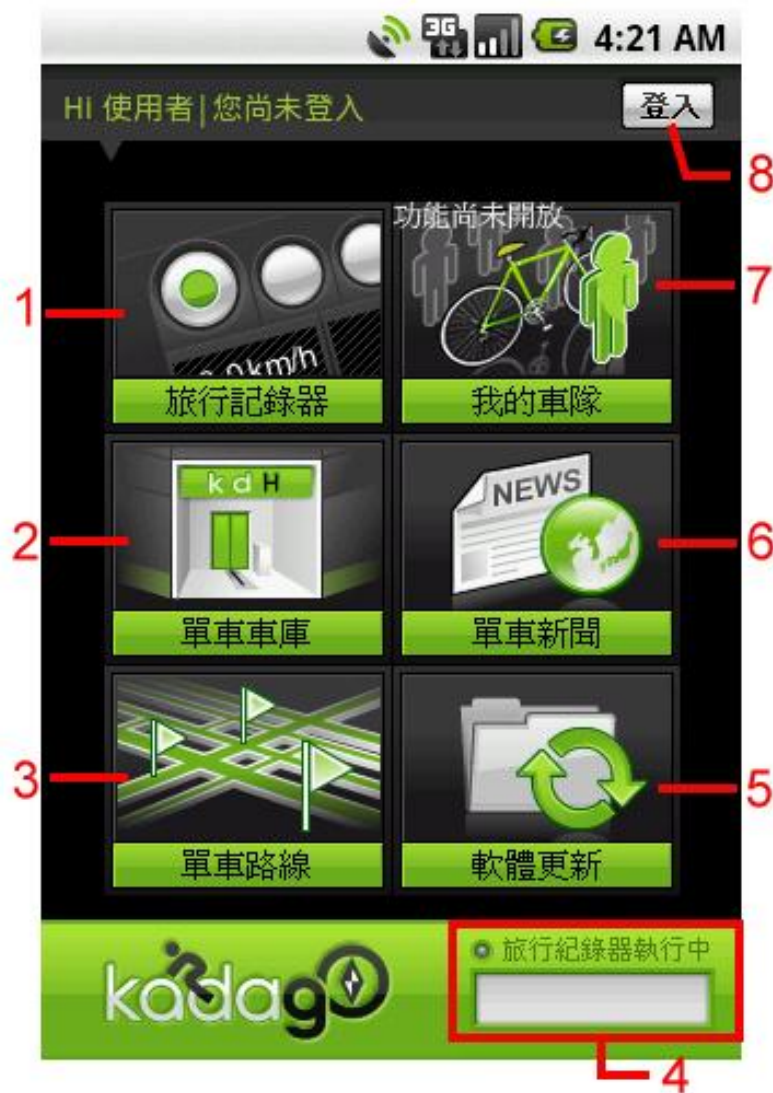 3G 4:21 AM
Hi 使用者|您尚未登入 登入
8
功能尚未開放
1
0.0km/h
7
旅行記錄器 我的車隊
k d H
NEWS
2
6
單車車庫 單車新聞
3
5
單車路線 軟體更新
kadago
旅行紀錄器執行中
4